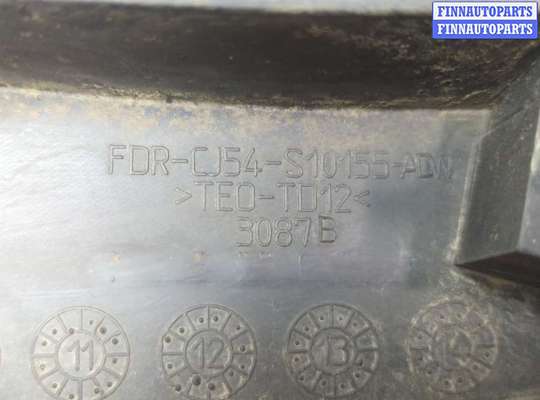 FINNAUTOPARTS
FINNAUTOPARTS
FDR-CJ54-S10155-ADW
>TEO-TD12<
3087B
11 12 13 14